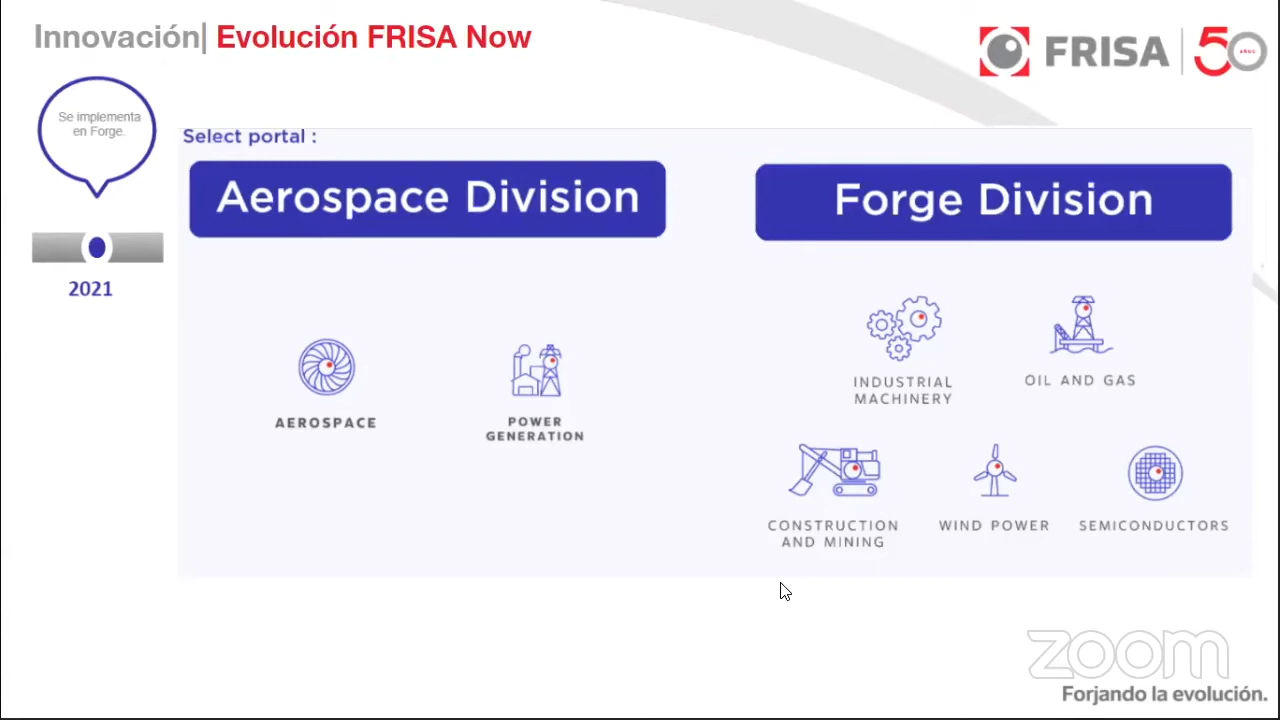 Innovación| Evolución FRISA Now
FRISA | 50
AÑOS
Se implementa
en Forge.
2021
Select portal :
Aerospace Division
Forge Division
AEROSPACE
POWER
GENERATION
INDUSTRIAL
MACHINERY
OIL AND GAS
CONSTRUCTION
AND MINING
WIND POWER
SEMICONDUCTORS
zoom
Forjando la evolución.